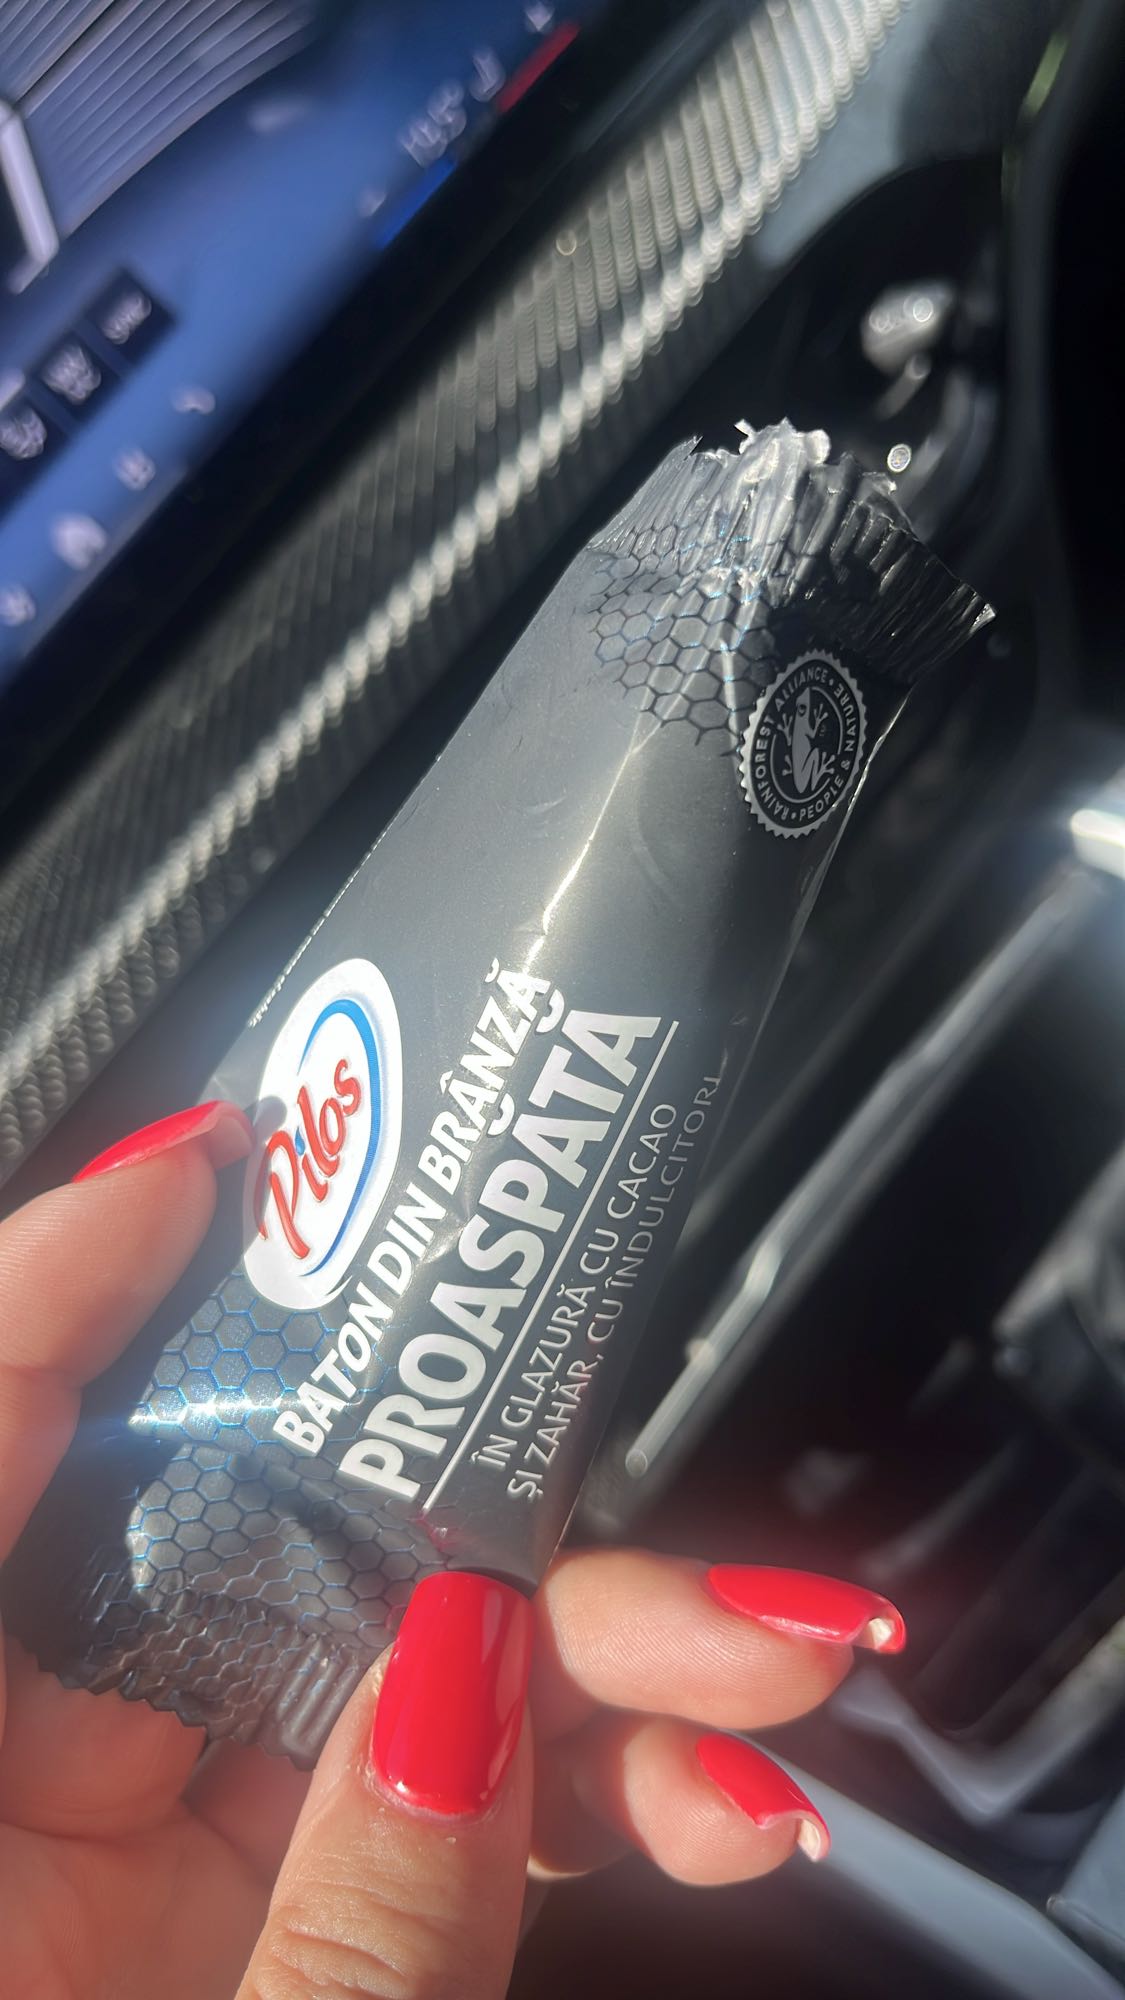 Pilos
BATON DIN BRÂNZĂ
PROASPĂTĂ
ÎN GLAZURĂ CU CACAO
ȘI ZAHĂR, CU ÎNDULCITORI
RAINFOREST ALLIANCE
PEOPLE & NATURE